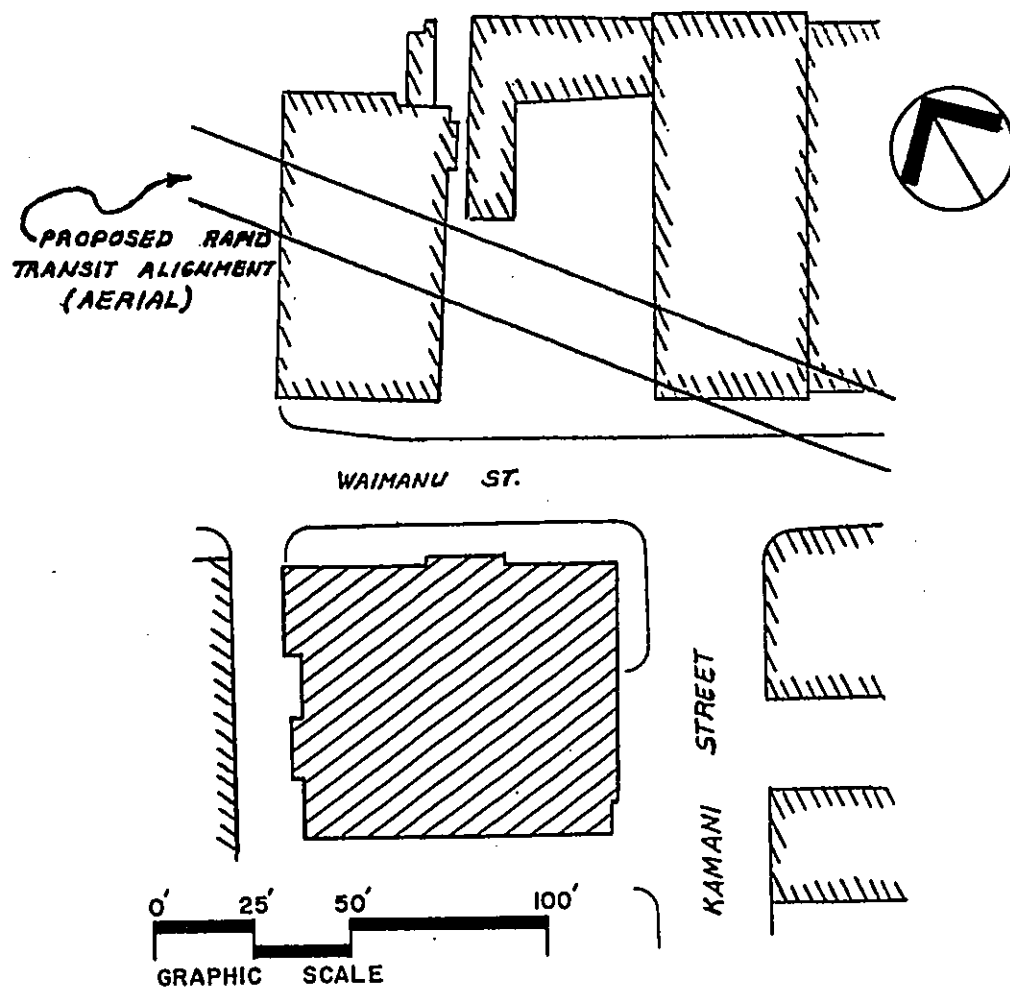 PROPOSED RAPID
TRANSIT ALIGNMENT
(AERIAL)
WAIMANU ST.
KAMANI STREET
0' 25' 50' 100'
GRAPHIC SCALE